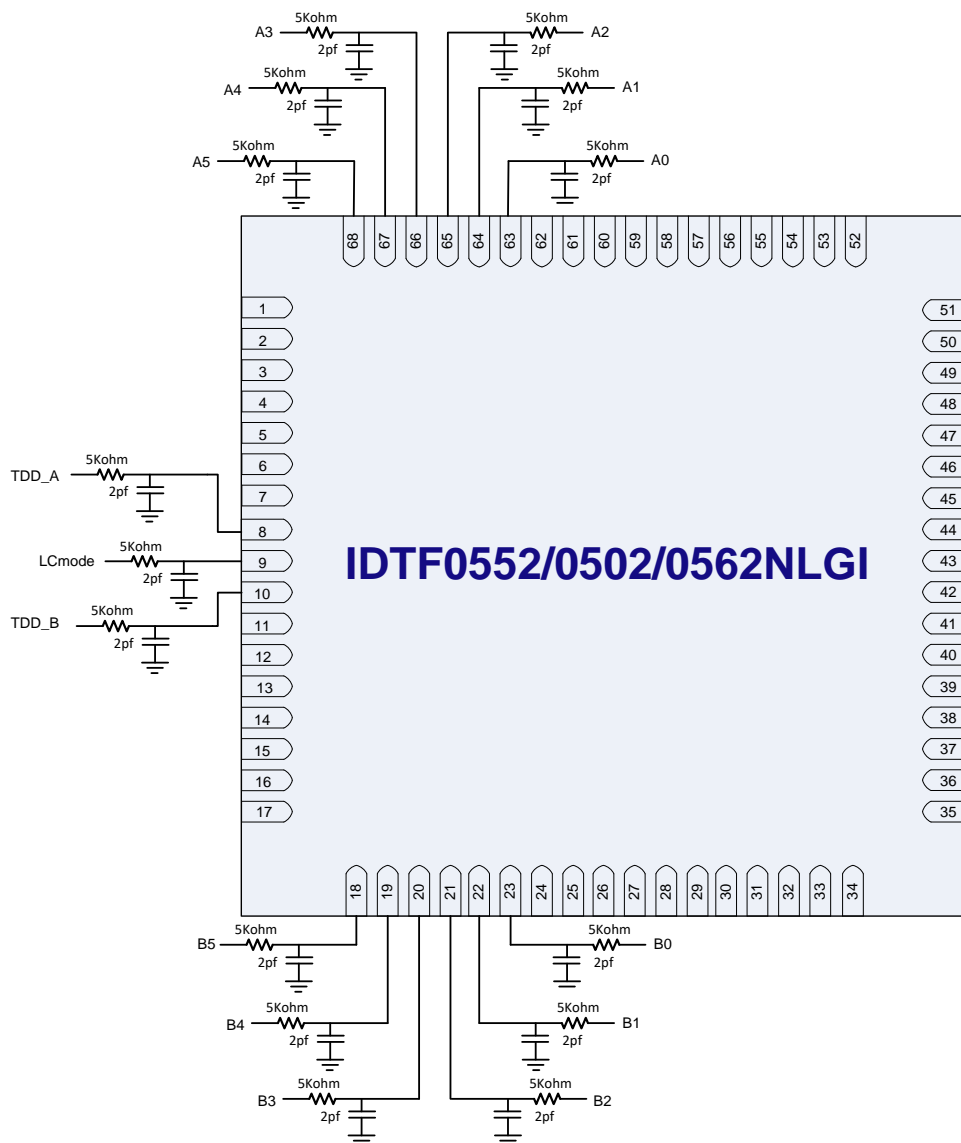 5Kohm 5Kohm
A3 A2
2pf 2pf
5Kohm 5Kohm
A4 A1
2pf 2pf
5Kohm 5Kohm
A5 A0
2pf 2pf
68 67 66 65 64 63 62 61 60 59 58 57 56 55 54 53 52
1 51
2 50
3 49
4 48
5 47
6 46
5Kohm
TDD_A
2pf
7 45
8 44
5Kohm
LCmode
2pf
9 43
IDTF0552/0502/0562NLGI
10 42
5Kohm
TDD_B
2pf
11 41
12 40
13 39
14 38
15 37
16 36
17 35
18 19 20 21 22 23 24 25 26 27 28 29 30 31 32 33 34
5Kohm 5Kohm
B5 B0
2pf 2pf
5Kohm 5Kohm
B4 B1
2pf 2pf
5Kohm 5Kohm
B3 B2
2pf 2pf